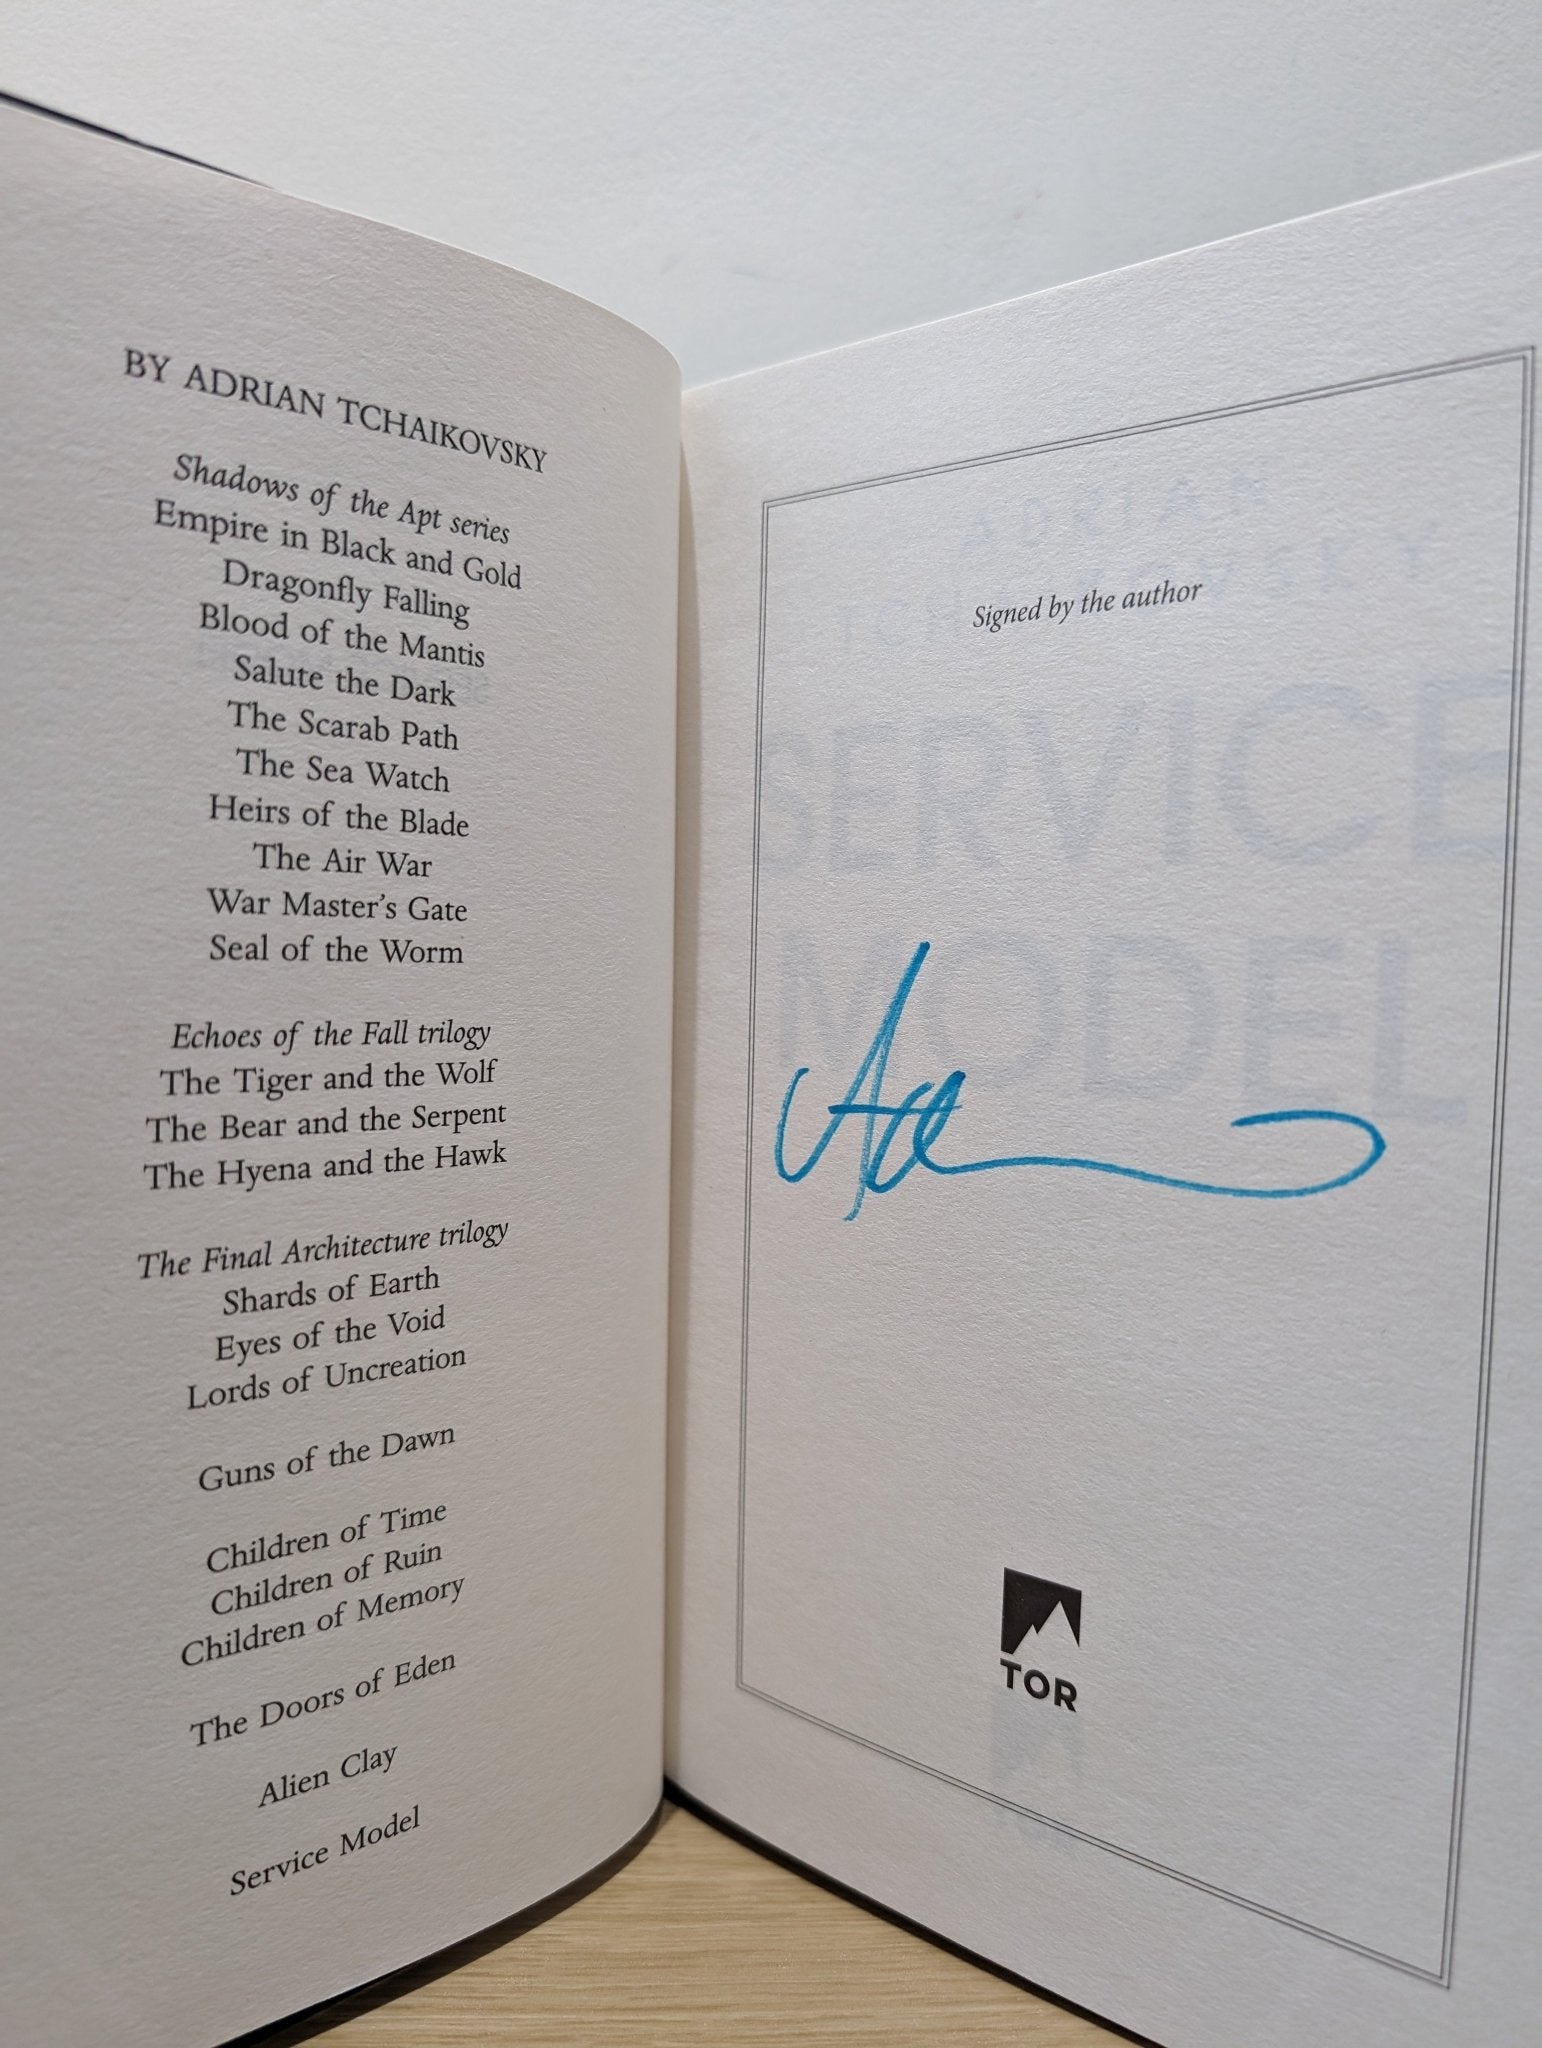 BY ADRIAN TCHAIKOVSKY
Shadows of the Apt series
Empire in Black and Gold
Dragonfly Falling
Blood of the Mantis
Salute the Dark
The Scarab Path
The Sea Watch
Heirs of the Blade
The Air War
War Master's Gate
Seal of the Worm
Echoes of the Fall trilogy
The Tiger and the Wolf
The Bear and the Serpent
The Hyena and the Hawk
The Final Architecture trilogy
Shards of Earth
Eyes of the Void
Lords of Uncreation
Guns of the Dawn
Children of Time
Children of Ruin
Children of Memory
The Doors of Eden
Alien Clay
Service Model
Signed by the author
SERVICE
MODEL
TOR